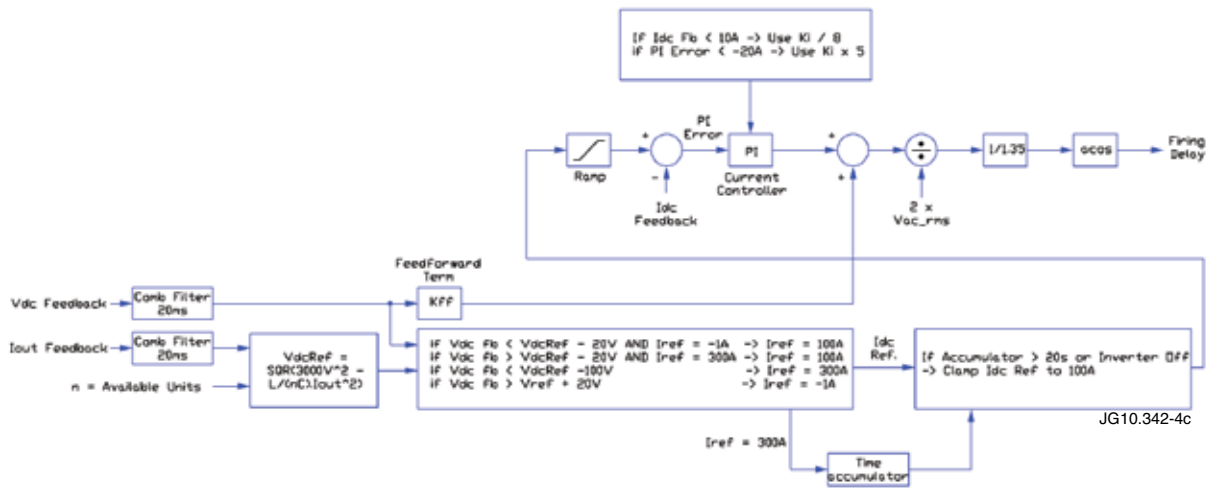 If Idc Fb < 10A -> Use Ki / 8
if PI Error < -20A -> Use Ki x 5
PI
Error
+
-
Ramp
Idc
Feedback
PI
Current
Controller
+
+
÷
2 x
Vac_rms
1/1.35
acos
Firing
Delay
FeedForward
Term
Kff
Vdc Feedback
Comb Filter
20ms
Iout Feedback
Comb Filter
20ms
n = Available Units
VdcRef =
SQR(3000V^2 -
L/(nC)Iout^2)
if Vdc fb < VdcRef - 20V AND Iref = -1A -> Iref = 100A
if Vdc fb > VdcRef - 20V AND Iref = 300A -> Iref = 100A
if Vdc fb < VdcRef -100V -> Iref = 300A
if Vdc fb > Vref + 20V -> Iref = -1A
Idc
Ref.
If Accumulator > 20s or Inverter Off
-> Clamp Idc Ref to 100A
JG10.342-4c
Iref = 300A
Time
accumulator